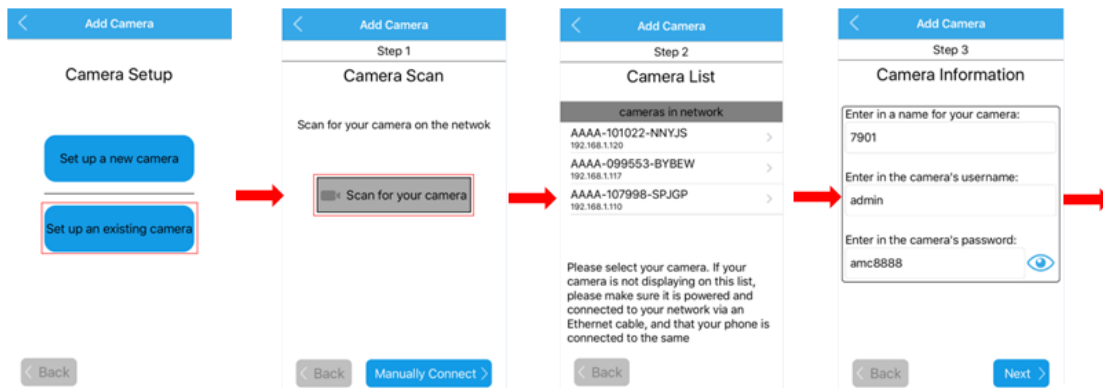 Add Camera
Camera Setup
Set up a new camera
Set up an existing camera
< Back
Add Camera
Step 1
Camera Scan
Scan for your camera on the netwok
Scan for your camera
< Back
Manually Connect >
Add Camera
Step 2
Camera List
cameras in network
AAAA-101022-NNYJS
192.168.1.120
AAAA-099553-BYBEW
192.168.1.117
AAAA-107998-SPJGP
192.168.1.110
Please select your camera. If your
camera is not displaying on this list,
please make sure it is powered and
connected to your network via an
Ethernet cable, and that your phone is
connected to the same
< Back
Add Camera
Step 3
Camera Information
Enter in a name for your camera:
7901
Enter in the camera's username:
admin
Enter in the camera's password:
amc8888
< Back
Next >